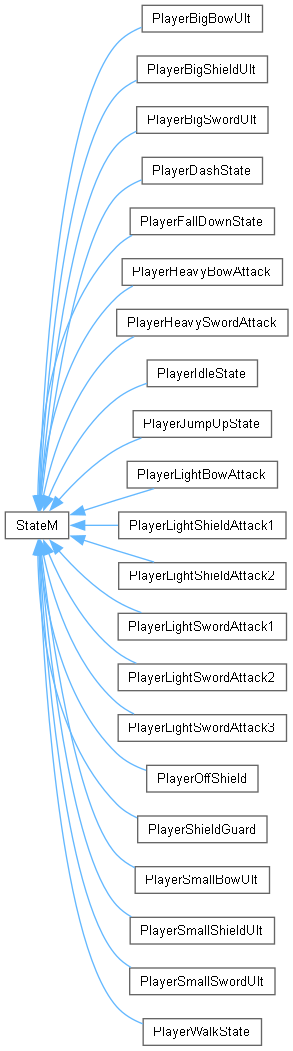 PlayerBigBowUlt
PlayerBigShieldUlt
PlayerBigSwordUlt
PlayerDashState
PlayerFallDownState
PlayerHeavyBowAttack
PlayerHeavySwordAttack
PlayerIdleState
PlayerJumpUpState
PlayerLightBowAttack
StateM
PlayerLightShieldAttack1
PlayerLightShieldAttack2
PlayerLightSwordAttack1
PlayerLightSwordAttack2
PlayerLightSwordAttack3
PlayerOffShield
PlayerShieldGuard
PlayerSmallBowUlt
PlayerSmallShieldUlt
PlayerSmallSwordUlt
PlayerWalkState